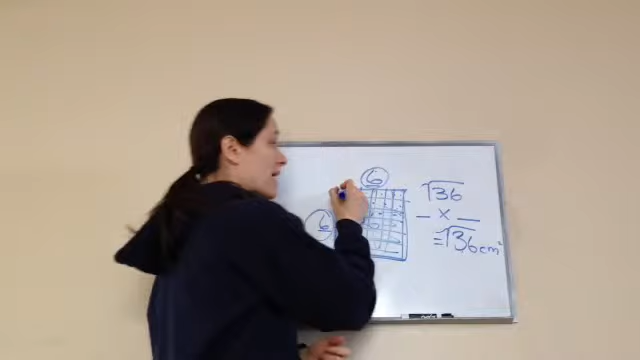 6
6
√36
_ x _
= √36 cm²